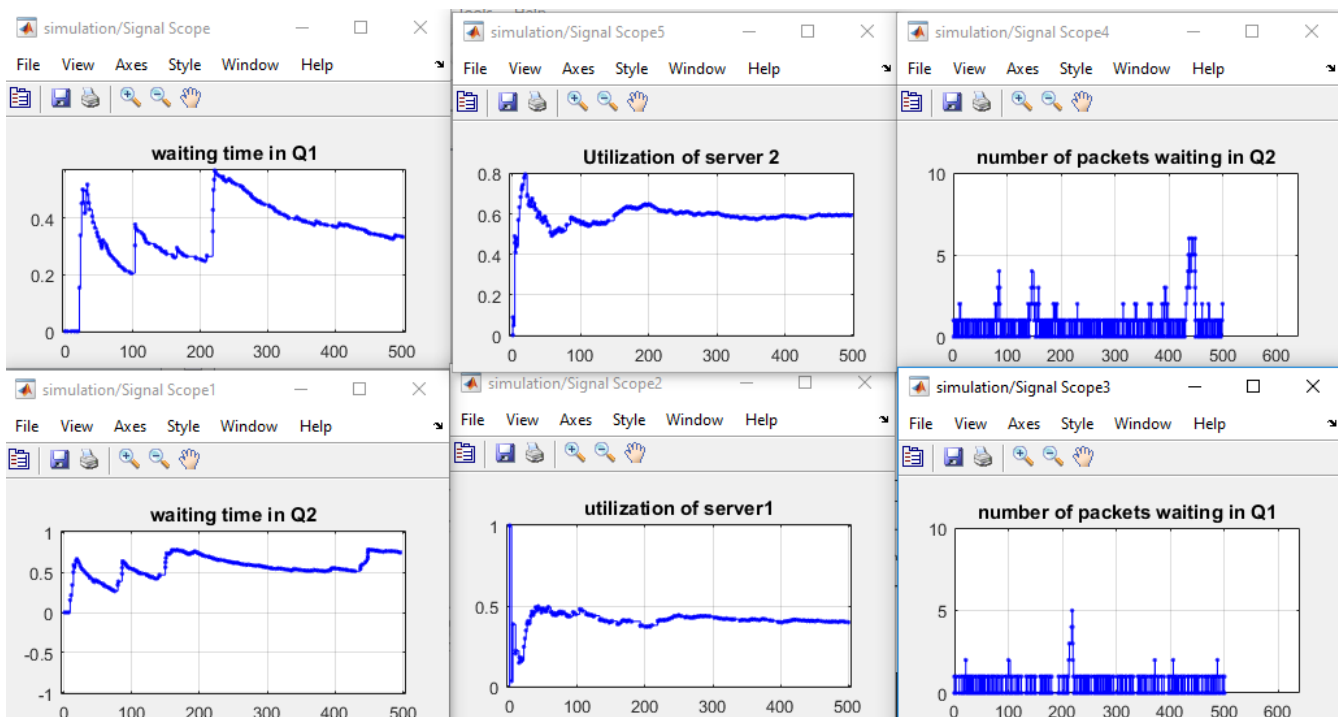 Tools Help
simulation/Signal Scope
File View Axes Style Window Help
waiting time in Q1
0.4
0.2
0
0 100 200 300 400 500
simulation/Signal Scope5
File View Axes Style Window Help
Utilization of server 2
0.8
0.6
0.4
0.2
0
0 100 200 300 400 500
simulation/Signal Scope4
File View Axes Style Window Help
number of packets waiting in Q2
10
5
0
0 100 200 300 400 500 600
simulation/Signal Scope1
File View Axes Style Window Help
waiting time in Q2
1
0.5
0
-0.5
-1
0 100 200 300 400 500
simulation/Signal Scope2
File View Axes Style Window Help
utilization of server1
1
0.5
0
0 100 200 300 400 500
simulation/Signal Scope3
File View Axes Style Window Help
number of packets waiting in Q1
10
5
0
0 100 200 300 400 500 600